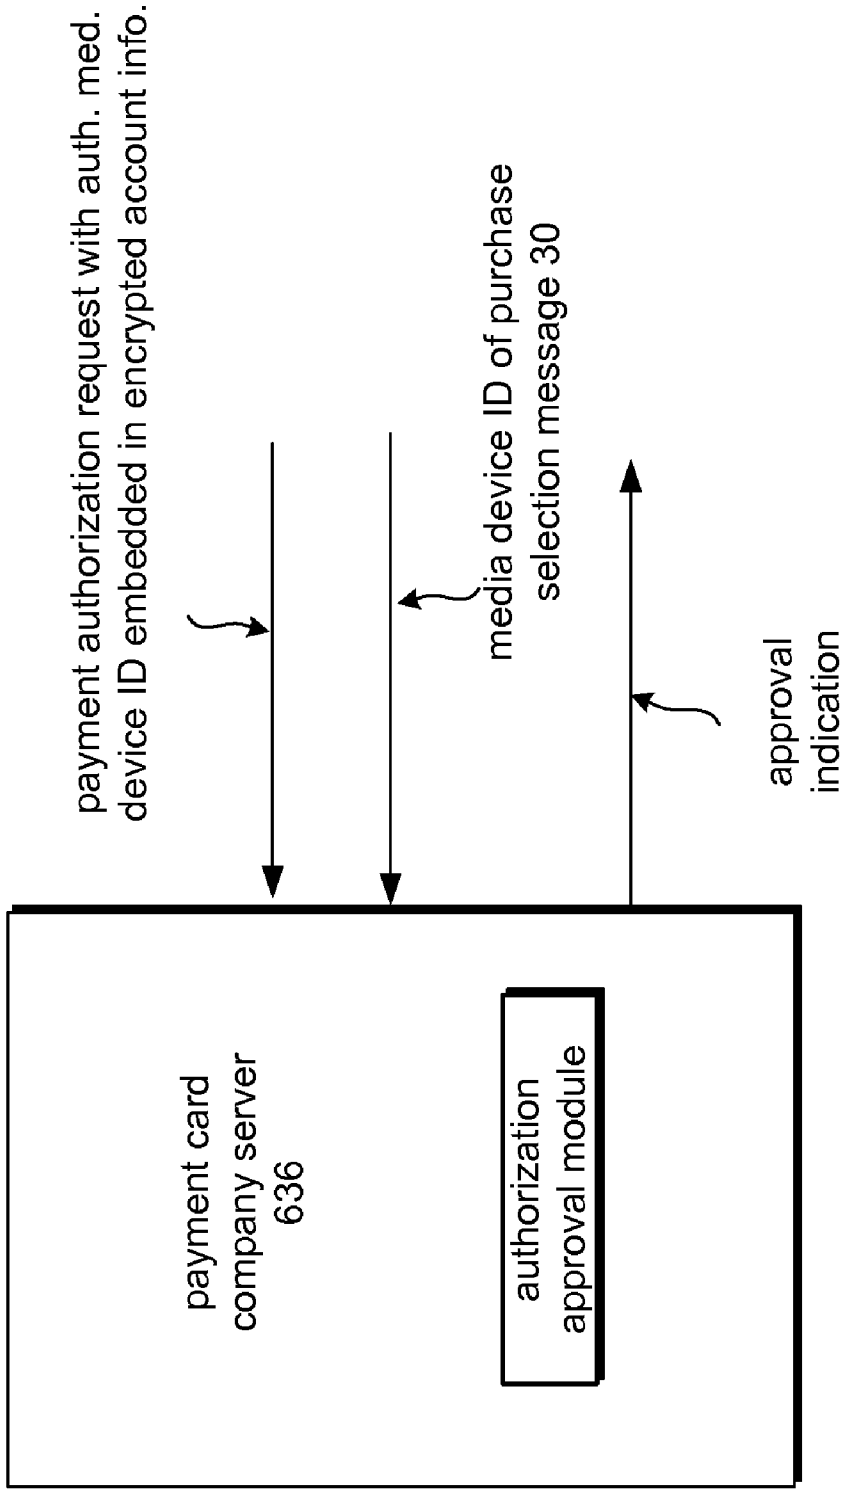 payment authorization request with auth. med.
device ID embedded in encrypted account info.
media device ID of purchase
selection message 30
approval
indication
payment card
company server
636
authorization
approval module